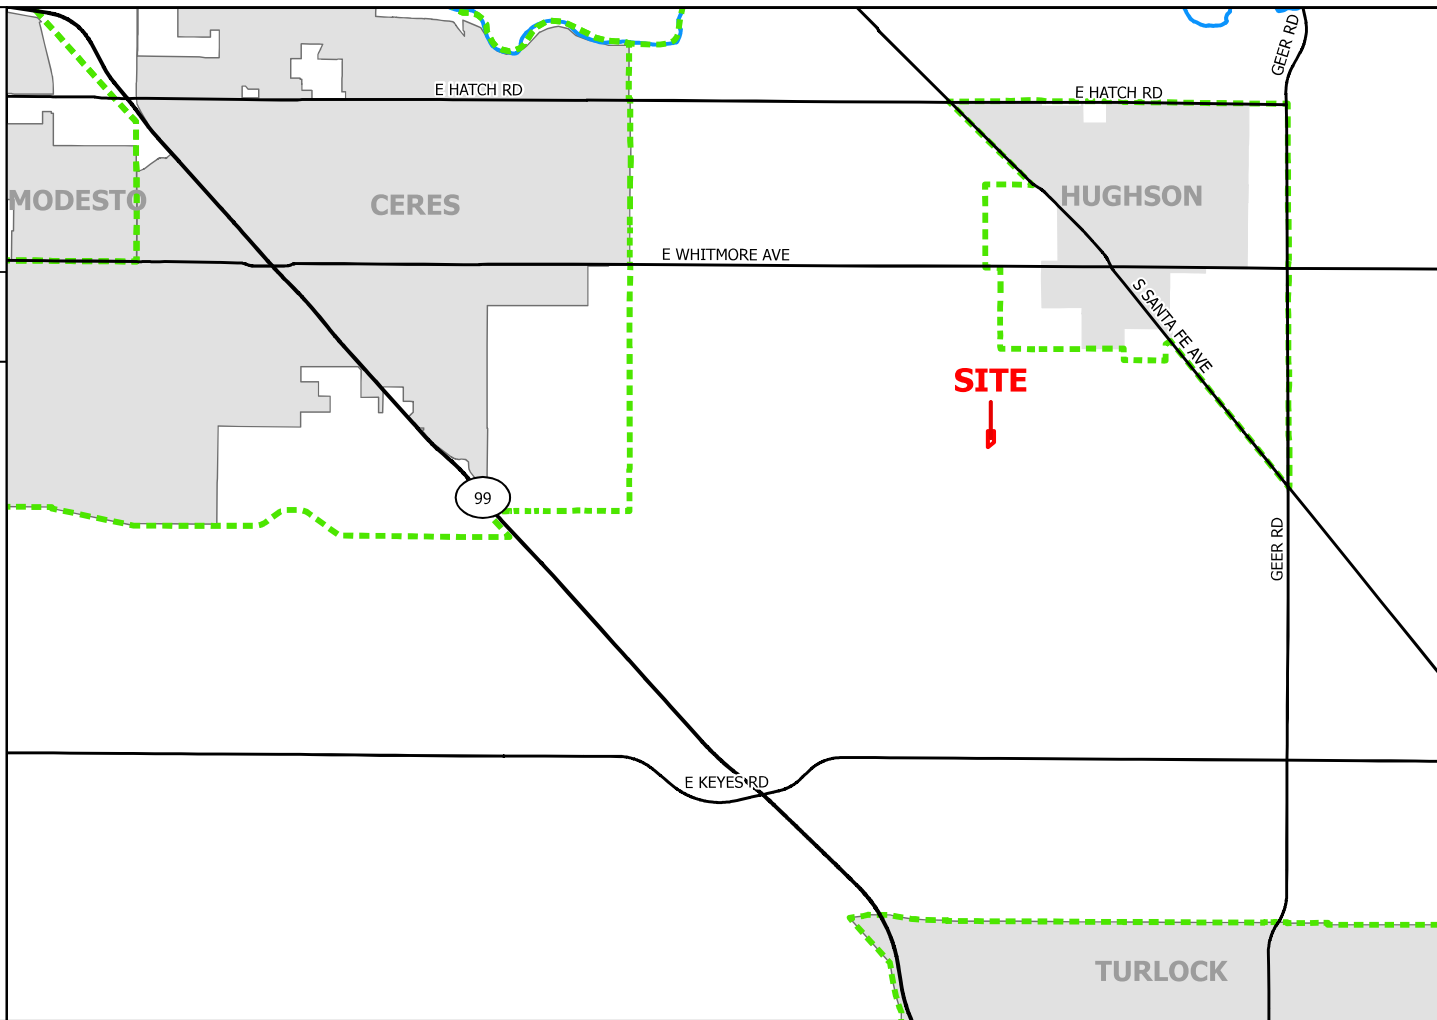 GEER RD
E HATCH RD
E HATCH RD
MODESTO
CERES
HUGHSON
E WHITMORE AVE
S SANTA FE AVE
SITE
99
GEER RD
E KEYES RD
TURLOCK